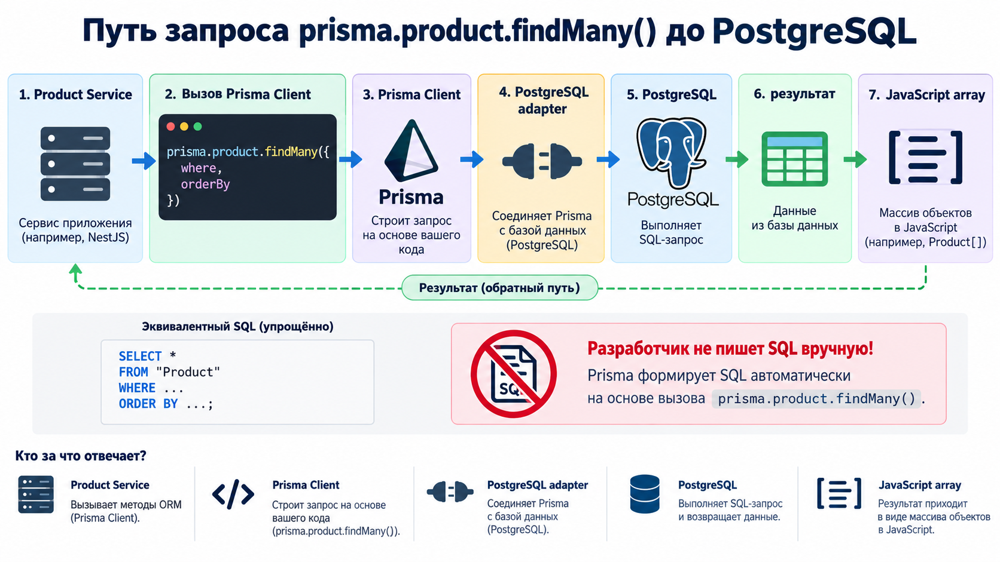 Путь запроса prisma.product.findMany() до PostgreSQL
1. Product Service
Сервис приложения
(например, NestJS)
2. Вызов Prisma Client
prisma.product.findMany({
where,
orderBy
})
3. Prisma Client
Prisma
Строит запрос
на основе вашего
кода
4. PostgreSQL
adapter
Соединяет Prisma
с базой данных
(PostgreSQL)
5. PostgreSQL
PostgreSQL
Выполняет
SQL-запрос
6. результат
Данные
из базы данных
7. JavaScript array
Массив объектов
в JavaScript
(например, Product[])
Результат (обратный путь)
Эквивалентный SQL (упрощённо)
SELECT *
FROM "Product"
WHERE ...
ORDER BY ...;
SQL
Разработчик не пишет SQL вручную!
Prisma формирует SQL автоматически
на основе вызова prisma.product.findMany().
Кто за что отвечает?
Product Service
Вызывает методы ORM
(Prisma Client).
Prisma Client
Строит запрос на основе
вашего кода
(prisma.product.findMany()).
PostgreSQL adapter
Соединяет Prisma
с базой данных
(PostgreSQL).
PostgreSQL
Выполняет SQL-запрос
и возвращает данные.
JavaScript array
Результат приходит
в виде массива объектов
в JavaScript.